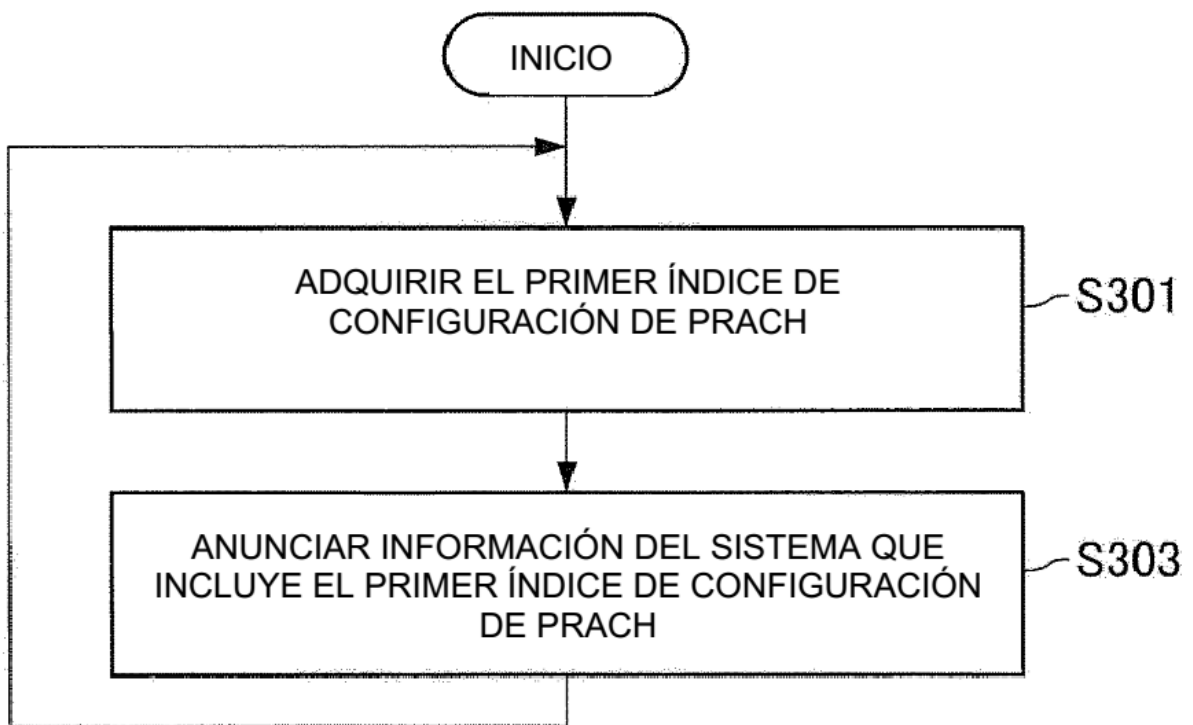 INICIO
ADQUIRIR EL PRIMER ÍNDICE DE
CONFIGURACIÓN DE PRACH
S301
ANUNCIAR INFORMACIÓN DEL SISTEMA QUE
INCLUYE EL PRIMER ÍNDICE DE CONFIGURACIÓN
DE PRACH
S303